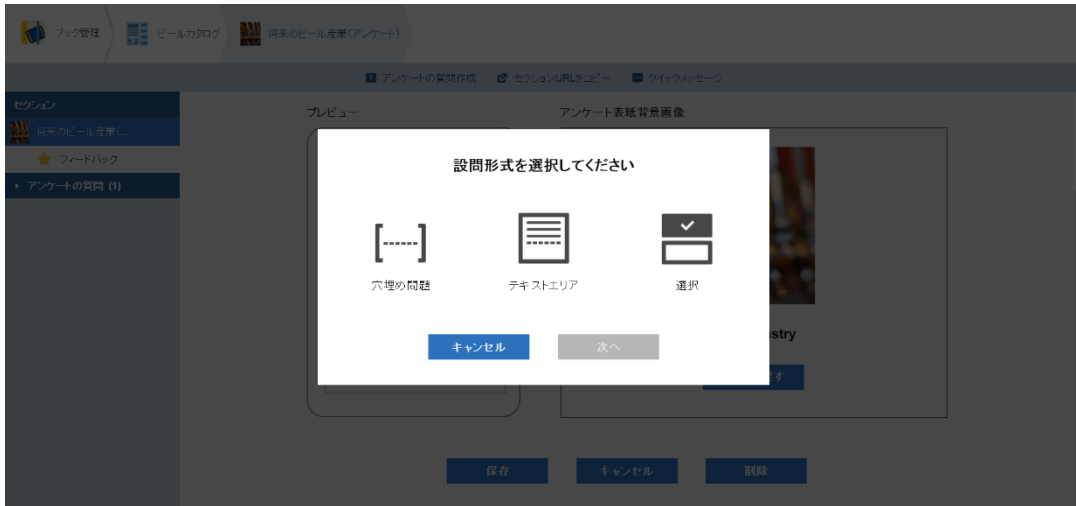 ブック管理
ビールカタログ
将来のビール産業(アンケート)
アンケートの質問作成
セクションURLをコピー
クイックメッセージ
セクション
将来のビール産業(...
フィードバック
アンケートの質問 (1)
プレビュー
アンケート表紙背景画像
設問形式を選択してください
[------]
穴埋め問題
テキストエリア
選択
キャンセル
次へ
stry
す
保存
キャンセル
削除